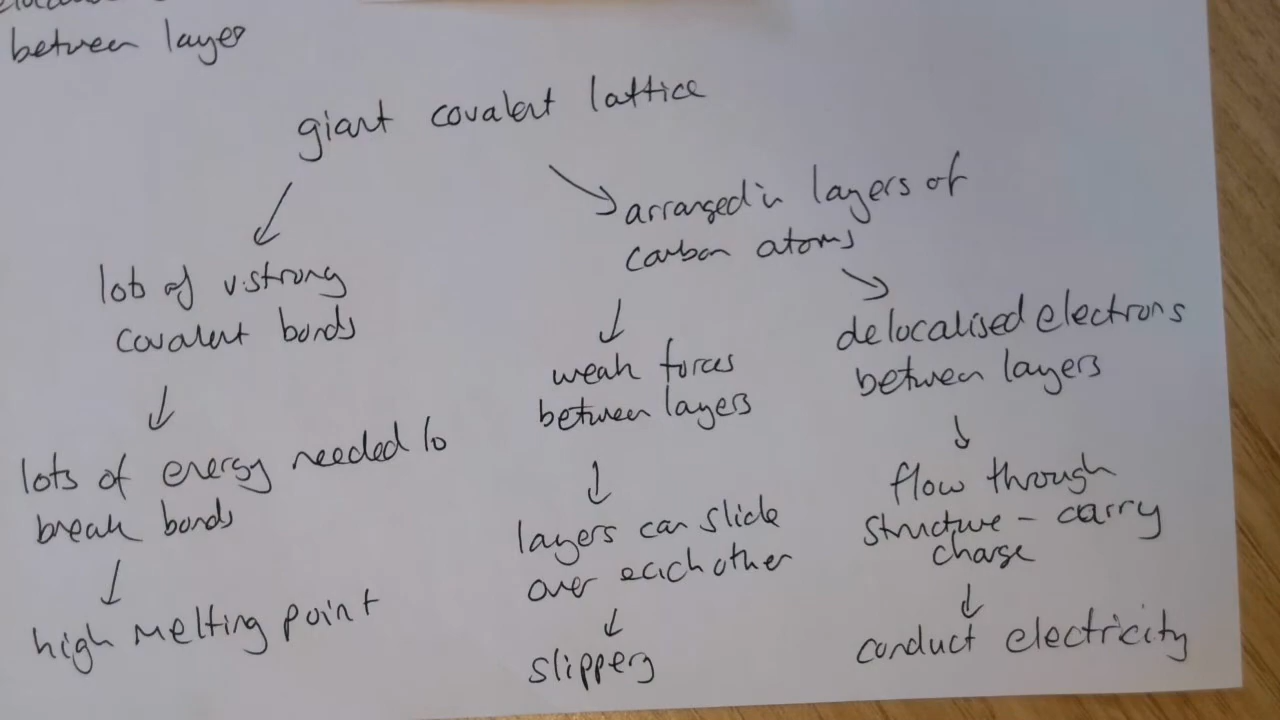 between layer
giant covalent lattice
arranged in layers of
carbon atoms
lots of v.strong
covalent bonds
lots of energy needed to
break bonds
high melting point
weak forces
between layers
layers can slide
over each other
slippery
delocalised electrons
between layers
flow through
structure - carry
charge
conduct electricity